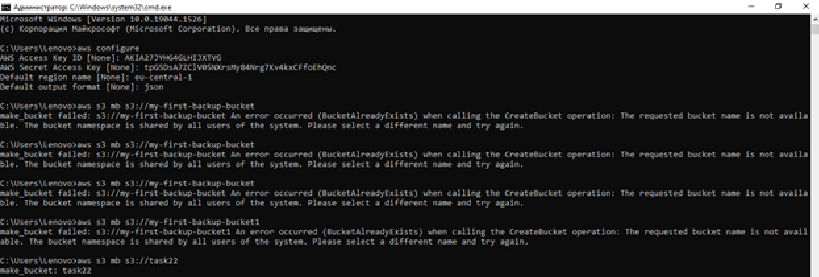 Администратор: C:\Windows\system32\cmd.exe
Microsoft Windows [Version 10.0.19044.1526]
(c) Корпорация Майкрософт (Microsoft Corporation). Все права защищены.
C:\Users\Lenovo>aws configure
AWS Access Key ID [None]:
AWS Secret Access Key [None]:
Default region name [None]: eu-central-1
Default output format [None]: json
C:\Users\Lenovo>aws s3 mb s3://my-first-backup-bucket
make_bucket failed: s3://my-first-backup-bucket An error occurred (BucketAlreadyExists) when calling the CreateBucket operation: The requested bucket name is not availa
ble. The bucket namespace is shared by all users of the system. Please select a different name and try again.
C:\Users\Lenovo>aws s3 mb s3://my-first-backup-bucket
make_bucket failed: s3://my-first-backup-bucket An error occurred (BucketAlreadyExists) when calling the CreateBucket operation: The requested bucket name is not availa
ble. The bucket namespace is shared by all users of the system. Please select a different name and try again.
C:\Users\Lenovo>aws s3 mb s3://my-first-backup-bucket
make_bucket failed: s3://my-first-backup-bucket An error occurred (BucketAlreadyExists) when calling the CreateBucket operation: The requested bucket name is not availa
ble. The bucket namespace is shared by all users of the system. Please select a different name and try again.
C:\Users\Lenovo>aws s3 mb s3://my-first-backup-bucket1
make_bucket failed: s3://my-first-backup-bucket1 An error occurred (BucketAlreadyExists) when calling the CreateBucket operation: The requested bucket name is not avail
able. The bucket namespace is shared by all users of the system. Please select a different name and try again.
C:\Users\Lenovo>aws s3 mb s3://task22
make_bucket: task22